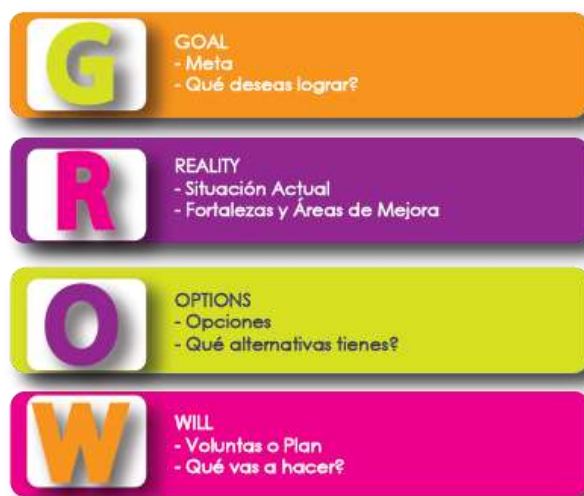 G
GOAL
- Meta
- Qué deseas lograr?
R
REALITY
- Situación Actual
- Fortalezas y Áreas de Mejora
O
OPTIONS
- Opciones
- Qué alternativas tienes?
W
WILL
- Voluntas o Plan
- Qué vas a hacer?